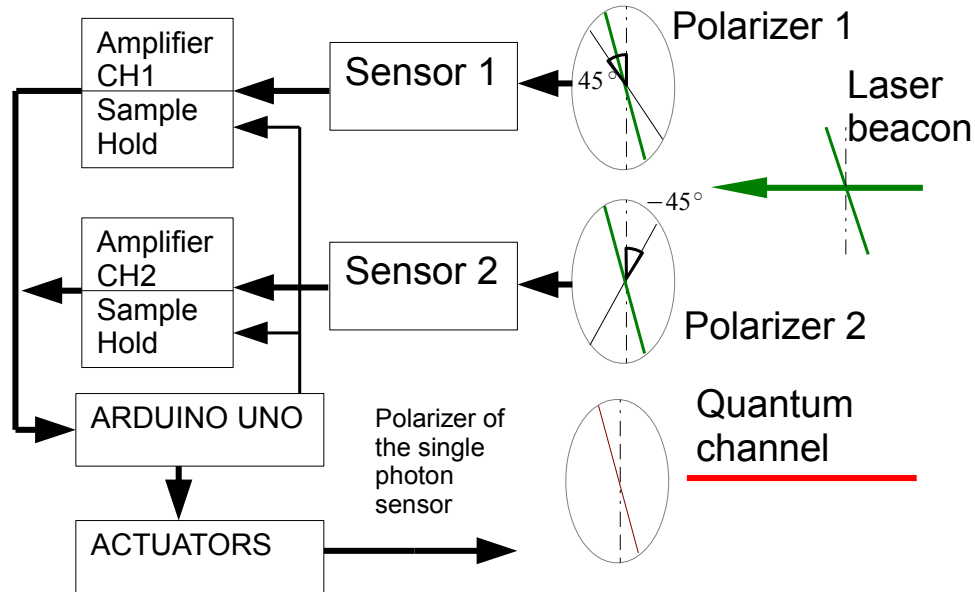 Amplifier
CH1
Sample
Hold
Sensor 1
45°
Polarizer 1
Laser
beacon
Amplifier
CH2
Sample
Hold
Sensor 2
−45°
Polarizer 2
ARDUINO UNO
Polarizer of
the single
photon
sensor
Quantum
channel
ACTUATORS